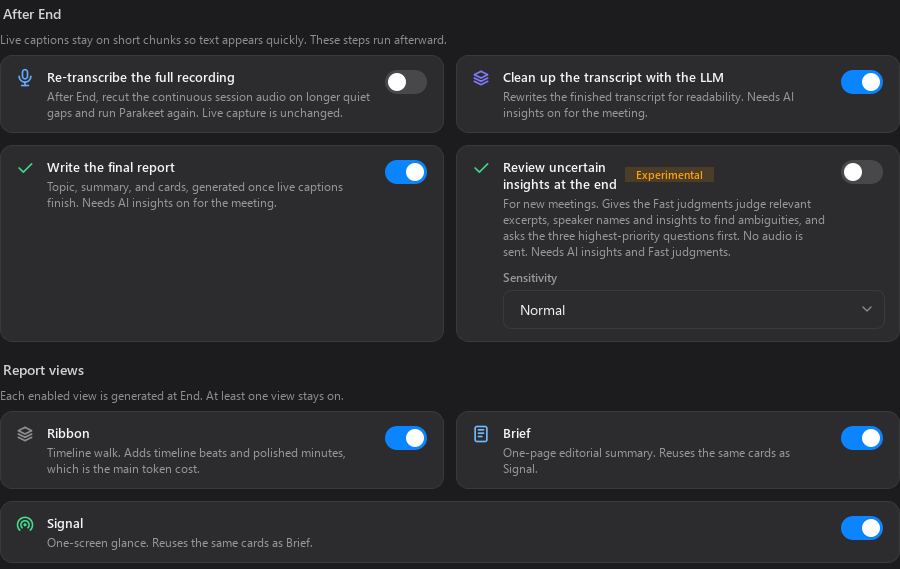 After End
Live captions stay on short chunks so text appears quickly. These steps run afterward.
Re-transcribe the full recording
After End, recut the continuous session audio on longer quiet
gaps and run Parakeet again. Live capture is unchanged.
Clean up the transcript with the LLM
Rewrites the finished transcript for readability. Needs AI
insights on for the meeting.
Write the final report
Topic, summary, and cards, generated once live captions
finish. Needs AI insights on for the meeting.
Review uncertain
insights at the end
Experimental
For new meetings. Gives the Fast judgments judge relevant
excerpts, speaker names and insights to find ambiguities, and
asks the three highest-priority questions first. No audio is
sent. Needs AI insights and Fast judgments.
Sensitivity
Normal
Report views
Each enabled view is generated at End. At least one view stays on.
Ribbon
Timeline walk. Adds timeline beats and polished minutes,
which is the main token cost.
Brief
One-page editorial summary. Reuses the same cards as
Signal.
Signal
One-screen glance. Reuses the same cards as Brief.